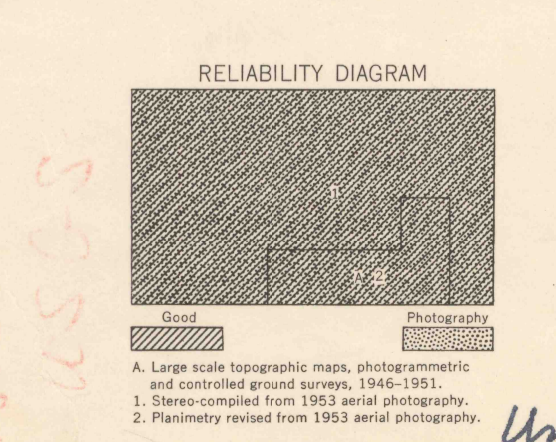 RELIABILITY DIAGRAM
1
A 2
Good
Photography
A. Large scale topographic maps, photogrammetric
and controlled ground surveys, 1946–1951.
1. Stereo-compiled from 1953 aerial photography.
2. Planimetry revised from 1953 aerial photography.